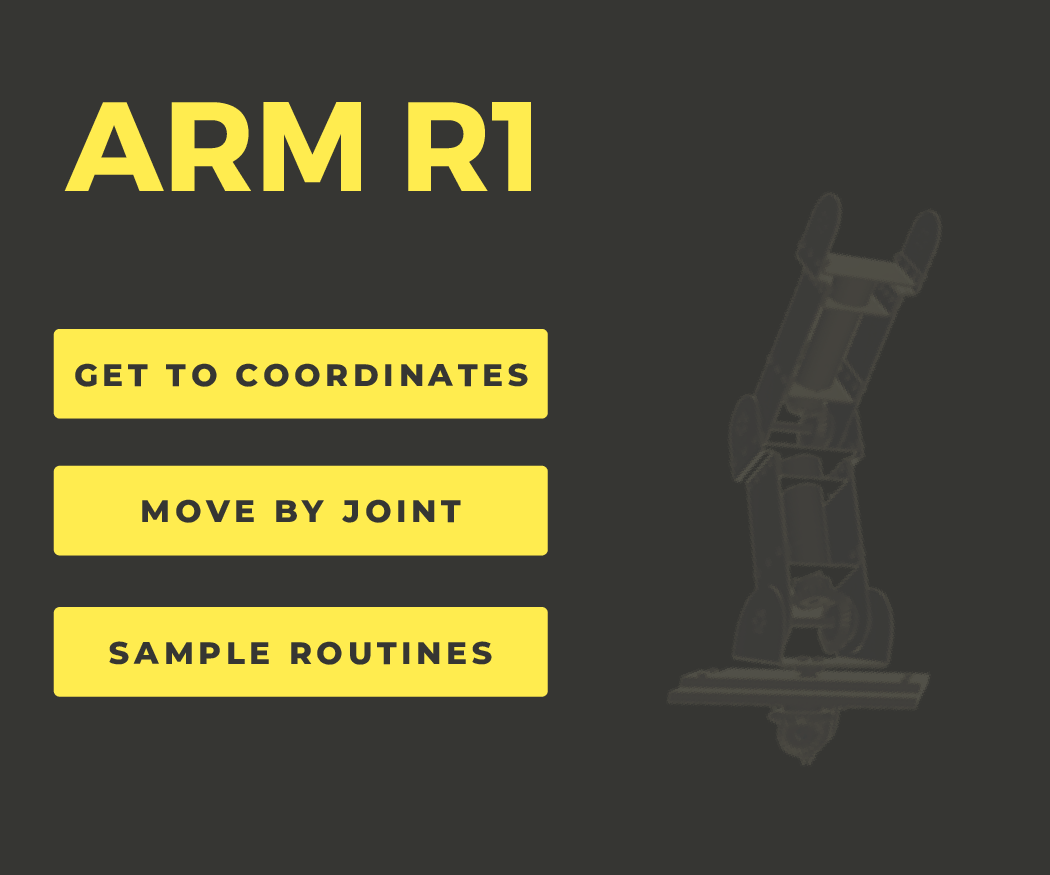 ARM R1
GET TO COORDINATES
MOVE BY JOINT
SAMPLE ROUTINES